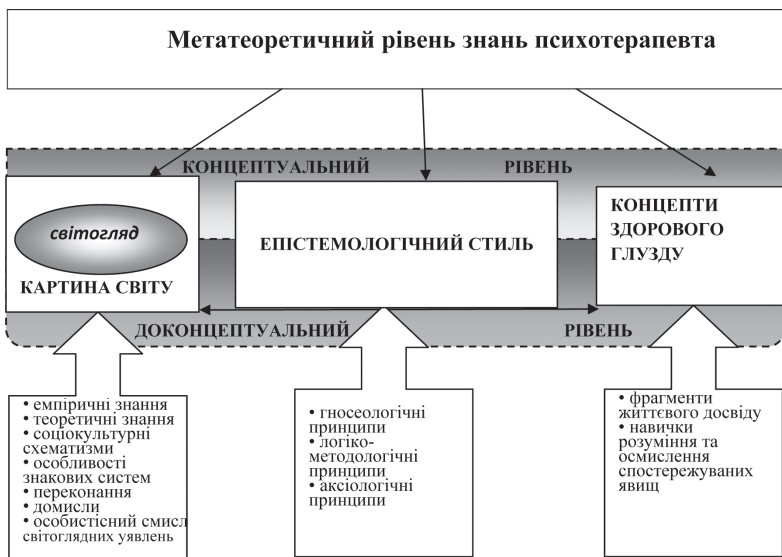 Метатеоретичний рівень знань психотерапевта
КОНЦЕПТУАЛЬНИЙ РІВЕНЬ
світогляд
КАРТИНА СВІТУ
ЕПІСТЕМОЛОГІЧНИЙ СТИЛЬ
КОНЦЕПТИ
ЗДОРОВОГО
ГЛУЗДУ
ДОКОНЦЕПТУАЛЬНИЙ РІВЕНЬ
• емпіричні знання
• теоретичні знання
• соціокультурні
схематизми
• особливості
знакових систем
• переконання
• домисли
• особистісний смисл
світоглядних уявлень
• гносеологічні
принципи
• логіко-
методологічні
принципи
• аксіологічні
принципи
• фрагменти
життєвого досвіду
• навички
розуміння та
осмислення
спостережуваних
явищ